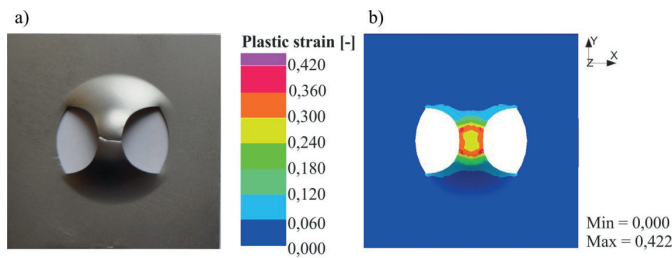 a)
b)
Plastic strain [-]
0,420
0,360
0,300
0,240
0,180
0,120
0,060
0,000
Y
Z
X
Min = 0,000
Max = 0,422